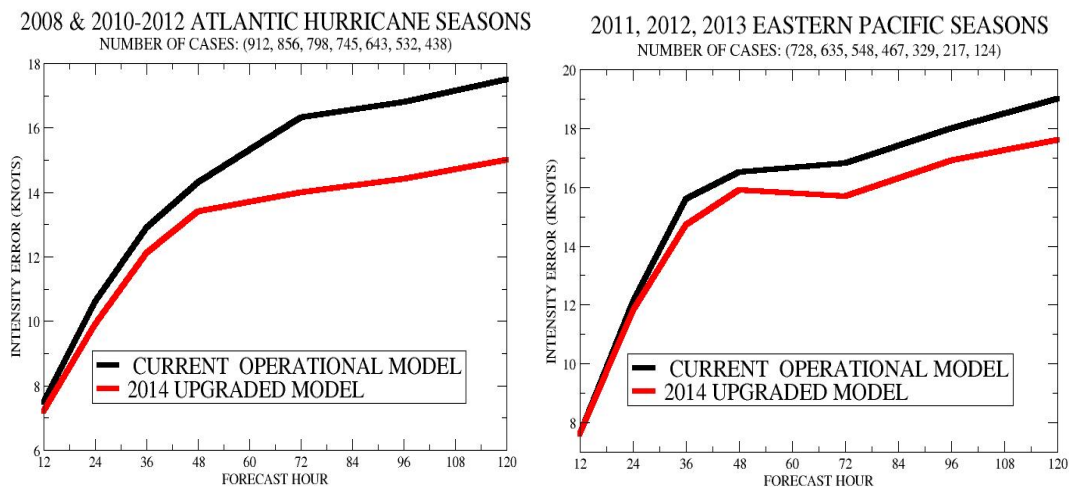 2008 & 2010-2012 ATLANTIC HURRICANE SEASONS
NUMBER OF CASES: (912, 856, 798, 745, 643, 532, 438)
18
16
14
12
10
8
6
INTENSITY ERROR (KNOTS)
CURRENT OPERATIONAL MODEL
2014 UPGRADED MODEL
12 24 36 48 60 72 84 96 108 120
FORECAST HOUR
2011, 2012, 2013 EASTERN PACIFIC SEASONS
NUMBER OF CASES: (728, 635, 548, 467, 329, 217, 124)
20
18
16
14
12
10
8
INTENSITY ERROR (IKNOTS)
CURRENT OPERATIONAL MODEL
2014 UPGRADED MODEL
12 24 36 48 60 72 84 96 108 120
FORECAST HOUR